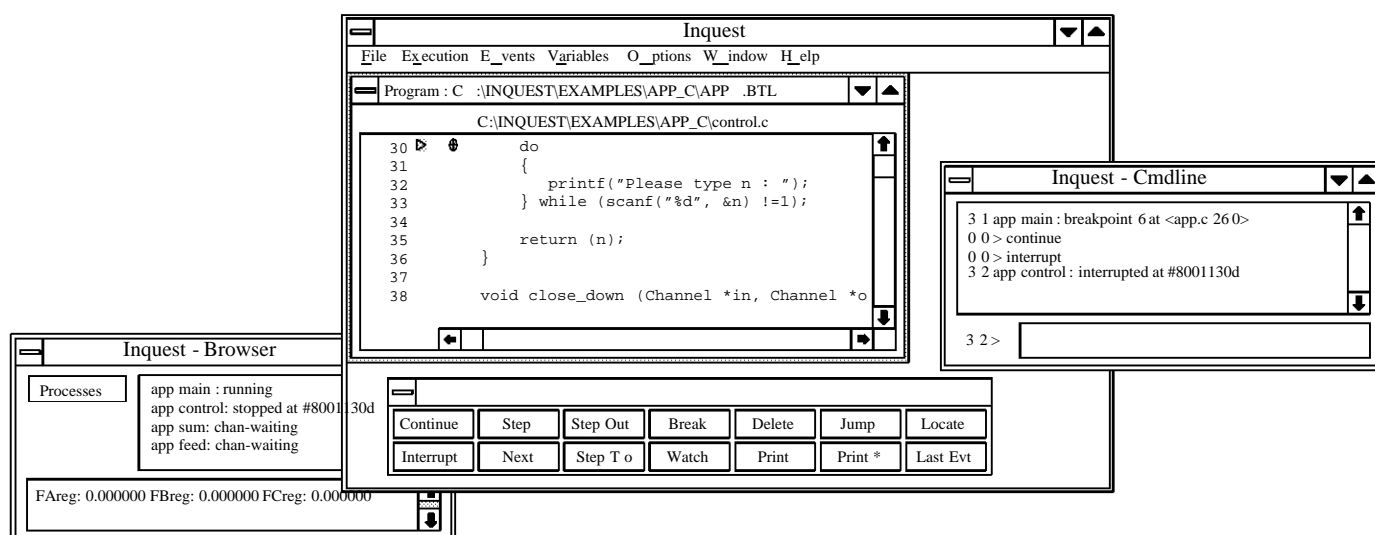 Inquest
File Execution E_vents Variables O_ptions W_indow H_elp
Program : C :\INQUEST\EXAMPLES\APP_C\APP .BTL
C:\INQUEST\EXAMPLES\APP_C\control.c
30 do
31 {
32 printf("Please type n : ");
33 } while (scanf("%d", &n) !=1);
34
35 return (n);
36 }
37
38 void close_down (Channel *in, Channel *o
Inquest - Cmdline
3 1 app main : breakpoint 6 at <app.c 26 0>
0 0 > continue
0 0 > interrupt
3 2 app control : interrupted at #8001130d
3 2 >
Inquest - Browser
Processes
app main : running
app control: stopped at #8001130d
app sum: chan-waiting
app feed: chan-waiting
FAreg: 0.000000 FBreg: 0.000000 FCreg: 0.000000
Continue Step Step Out Break Delete Jump Locate
Interrupt Next Step T o Watch Print Print * Last Evt